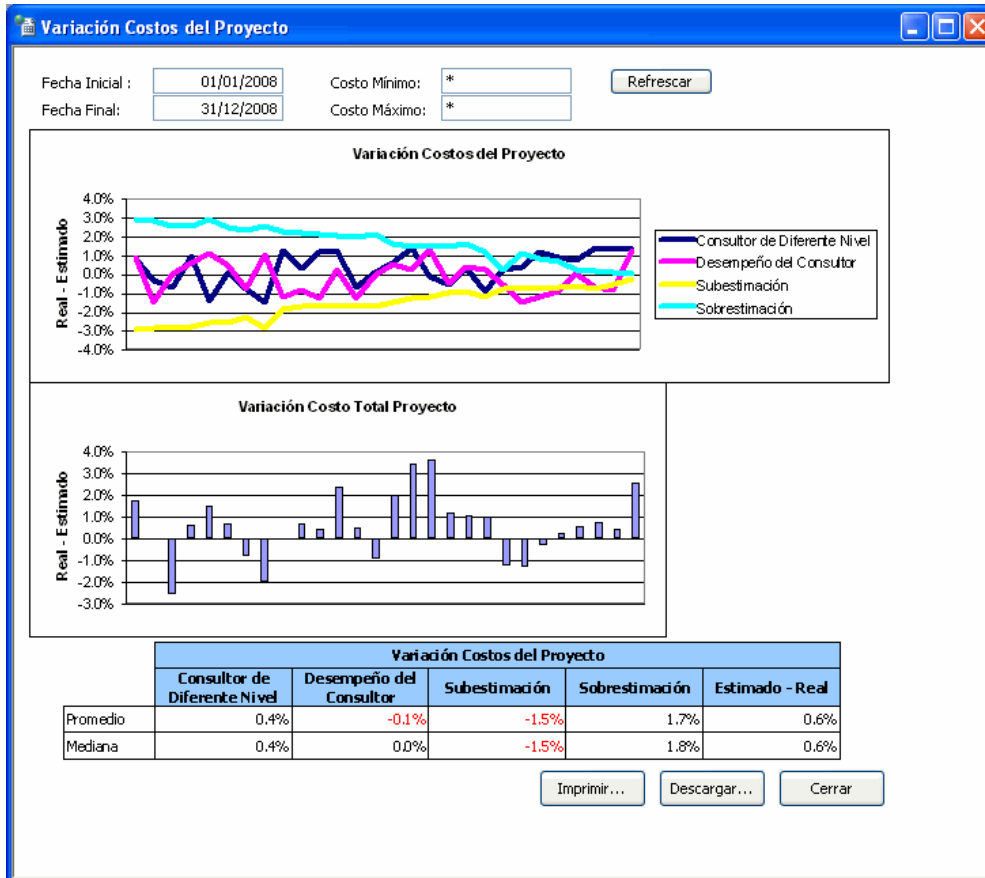 Variación Costos del Proyecto
Fecha Inicial : 01/01/2008 Costo Mínimo: * Refrescar
Fecha Final: 31/12/2008 Costo Máximo: *
Variación Costos del Proyecto
Real - Estimado
4.0%
3.0%
2.0%
1.0%
0.0%
-1.0%
-2.0%
-3.0%
-4.0%
Consultor de Diferente Nivel
Desempeño del Consultor
Subestimación
Sobrestimación
Variación Costo Total Proyecto
Real - Estimado
4.0%
3.0%
2.0%
1.0%
0.0%
-1.0%
-2.0%
-3.0%
Variación Costos del Proyecto
Consultor de Diferente Nivel Desempeño del Consultor Subestimación Sobrestimación Estimado - Real
Promedio 0.4% -0.1% -1.5% 1.7% 0.6%
Mediana 0.4% 0.0% -1.5% 1.8% 0.6%
Imprimir... Descargar... Cerrar